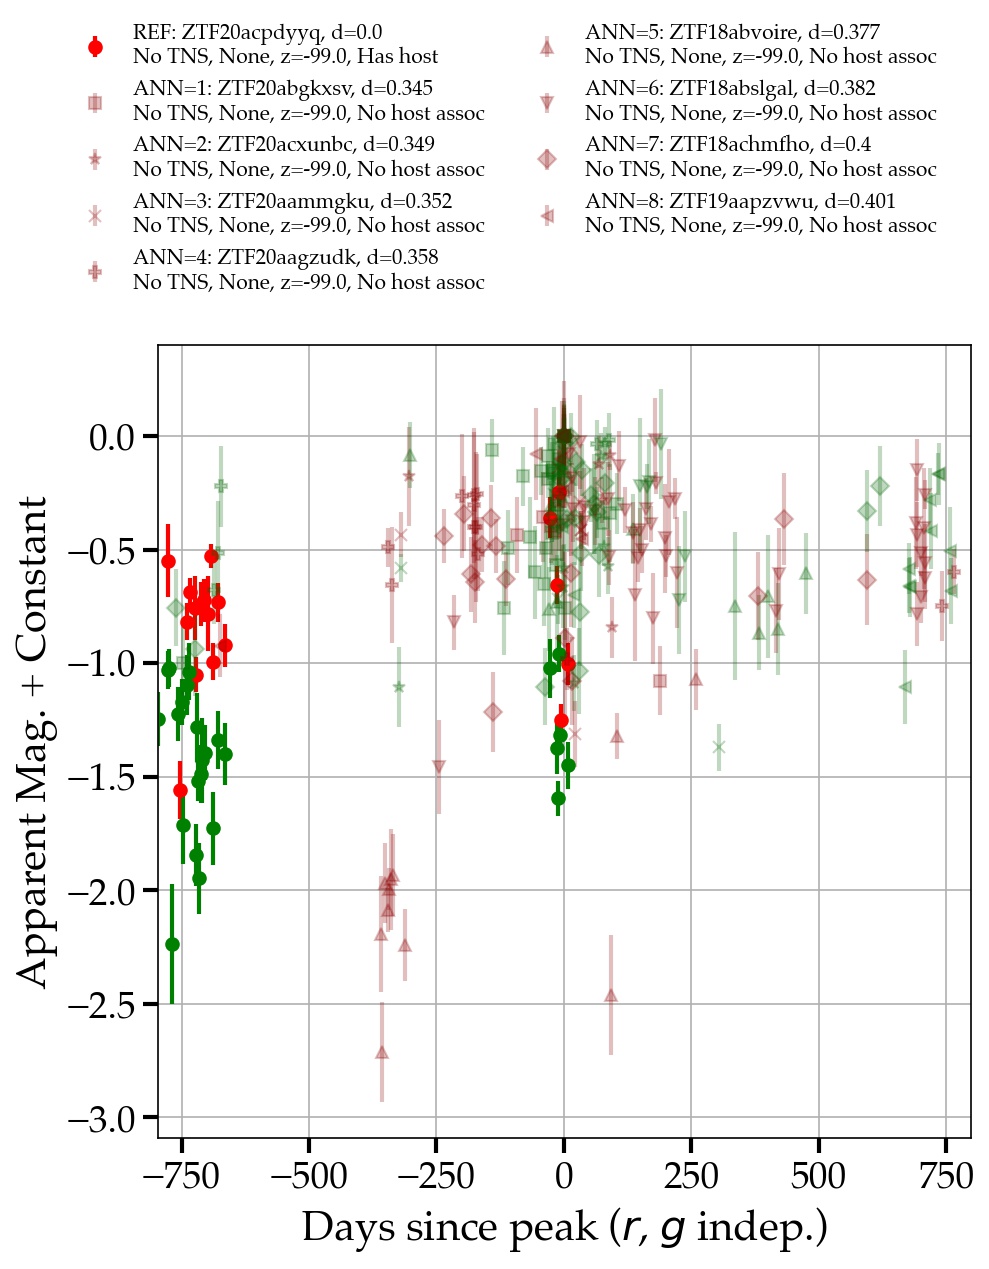 REF: ZTF20acpdyyq, d=0.0
No TNS, None, z=-99.0, Has host
ANN=1: ZTF20abgkxsv, d=0.345
No TNS, None, z=-99.0, No host assoc
ANN=2: ZTF20acxunbc, d=0.349
No TNS, None, z=-99.0, No host assoc
ANN=3: ZTF20aammgku, d=0.352
No TNS, None, z=-99.0, No host assoc
ANN=4: ZTF20aagzudk, d=0.358
No TNS, None, z=-99.0, No host assoc
ANN=5: ZTF18abvoire, d=0.377
No TNS, None, z=-99.0, No host assoc
ANN=6: ZTF18abslgal, d=0.382
No TNS, None, z=-99.0, No host assoc
ANN=7: ZTF18achmfho, d=0.4
No TNS, None, z=-99.0, No host assoc
ANN=8: ZTF19aapzvwu, d=0.401
No TNS, None, z=-99.0, No host assoc
Apparent Mag. + Constant
0.0
−0.5
−1.0
−1.5
−2.0
−2.5
−3.0
−750 −500 −250 0 250 500 750
Days since peak (r, g indep.)